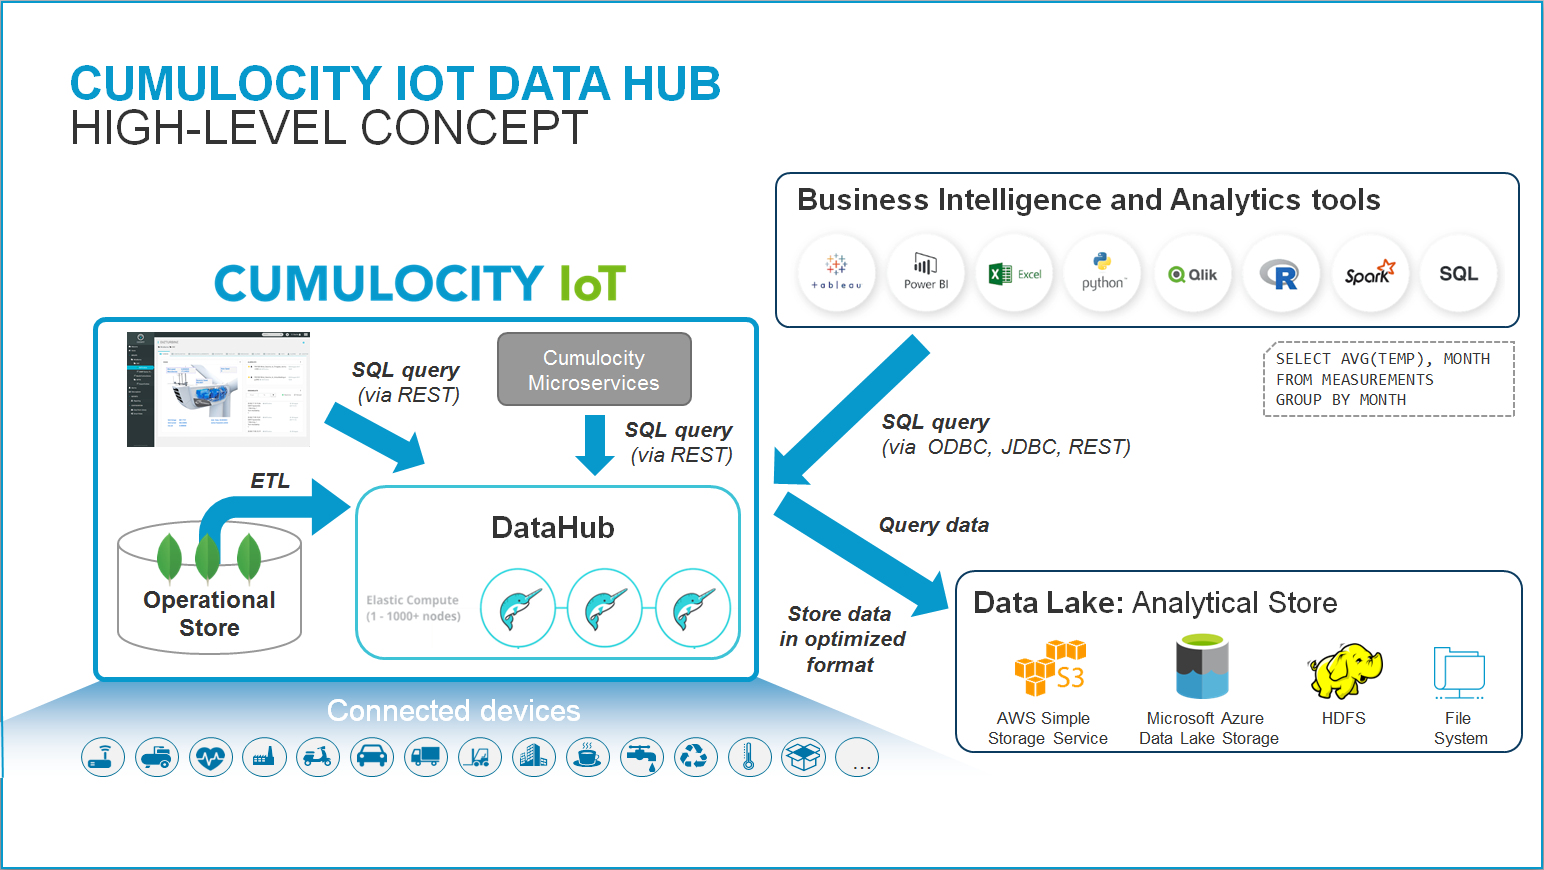 CUMULOCITY IOT DATA HUB
HIGH-LEVEL CONCEPT
Business Intelligence and Analytics tools
+ableau
Power BI
Excel
python
Qlik
R
Spark
SQL
SELECT AVG(TEMP), MONTH
FROM MEASUREMENTS
GROUP BY MONTH
CUMULOCITY IoT
SQL query
(via REST)
Cumulocity
Microservices
SQL query
(via REST)
SQL query
(via ODBC, JDBC, REST)
ETL
DataHub
Elastic Compute
(1 - 1000+ nodes)
Operational
Store
Query data
Store data
in optimized
format
Data Lake: Analytical Store
S3
AWS Simple
Storage Service
Microsoft Azure
Data Lake Storage
HDFS
File
System
Connected devices
...